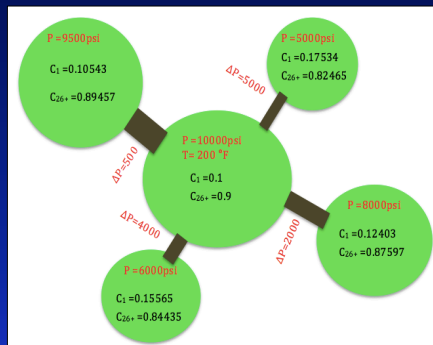 P = 9500psi
C₁ =0.10543
C₂₆₊ =0.89457
P =5000psi
C₁ =0.17534
C₂₆₊ =0.82465
ΔP=5000
ΔP=500
P =10000psi
T= 200 °F
C₁ =0.1
C₂₆₊ =0.9
P =8000psi
C₁ =0.12403
C₂₆₊ =0.87597
ΔP=2000
ΔP=4000
P =6000psi
C₁ =0.15565
C₂₆₊ =0.84435